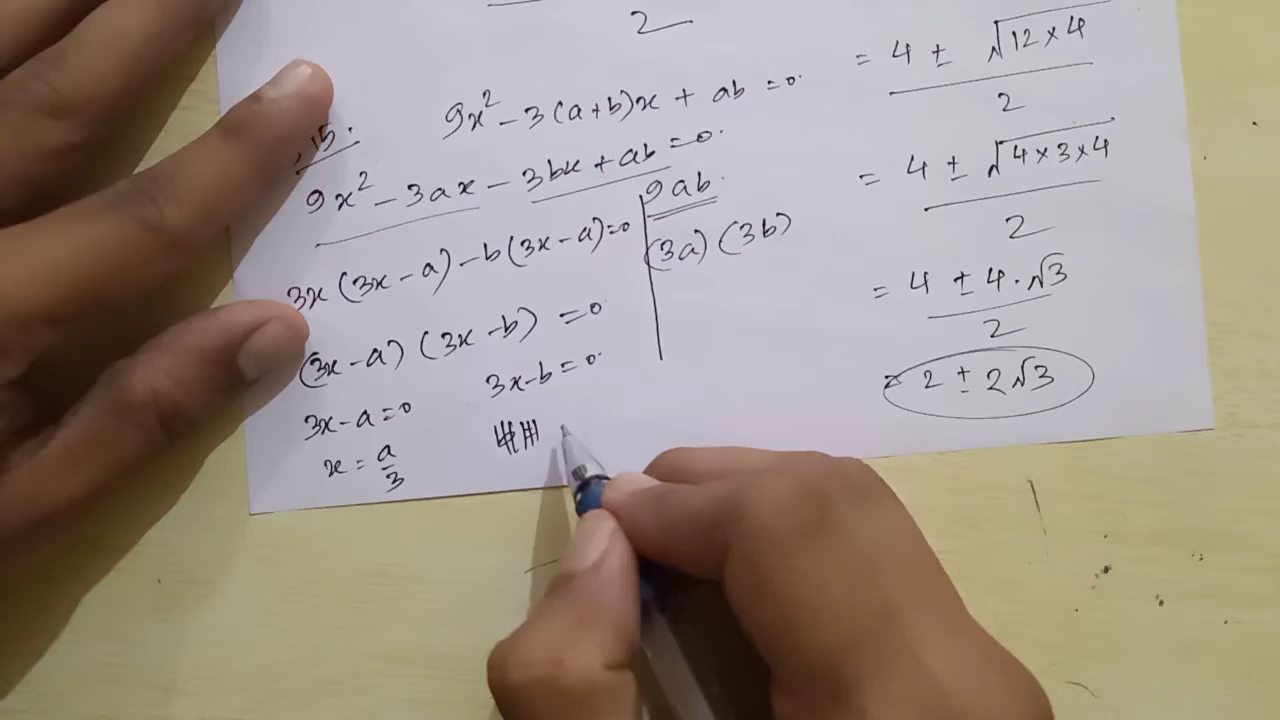 2
15.
9x² - 3(a+b)x + ab = 0.
9x² - 3ax - 3bx + ab = 0.
3x(3x-a) - b(3x-a) = 0
(3x-a) (3x-b) = 0
3x-a = 0
x = a/3
3x-b = 0.
9ab.
(3a) (3b)
= 4 ± √12×4 / 2
= 4 ± √4×3×4 / 2
= 4 ± 4.√3 / 2
= 2 ± 2√3